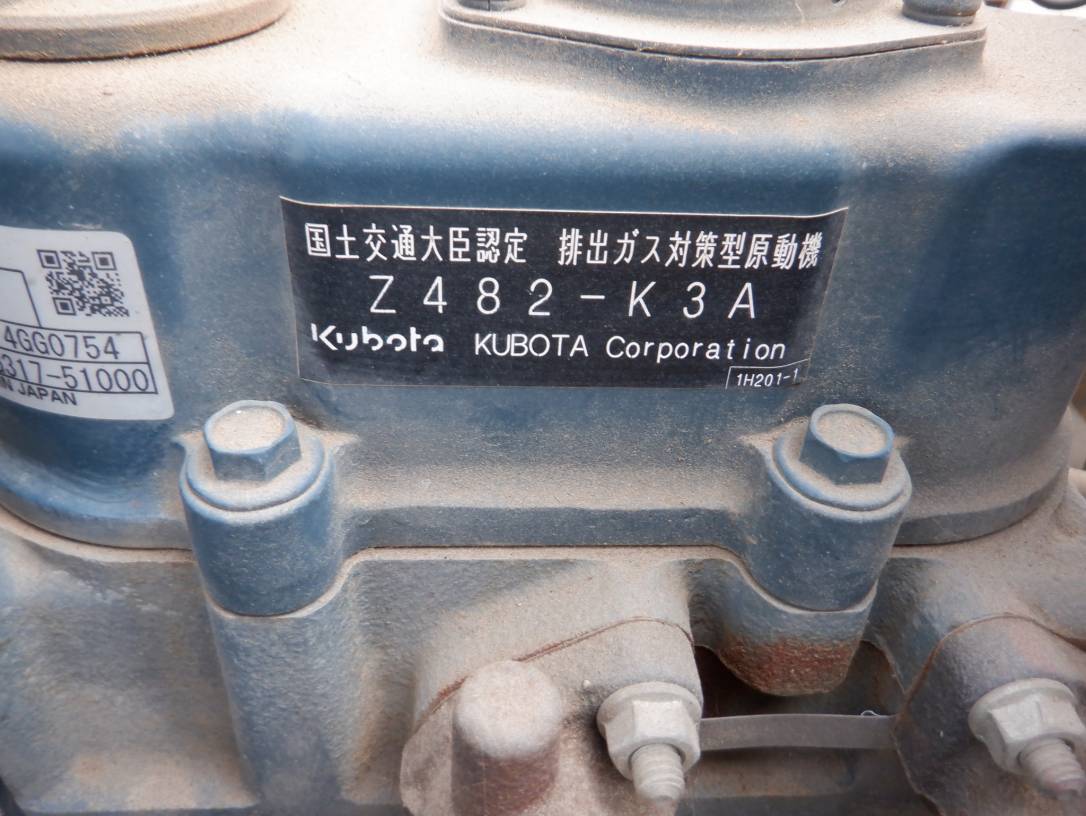 4GG0754
317-51000
IN JAPAN
国土交通大臣認定 排出ガス対策型原動機
Z482-K3A
Kubota KUBOTA Corporation
1H201-1